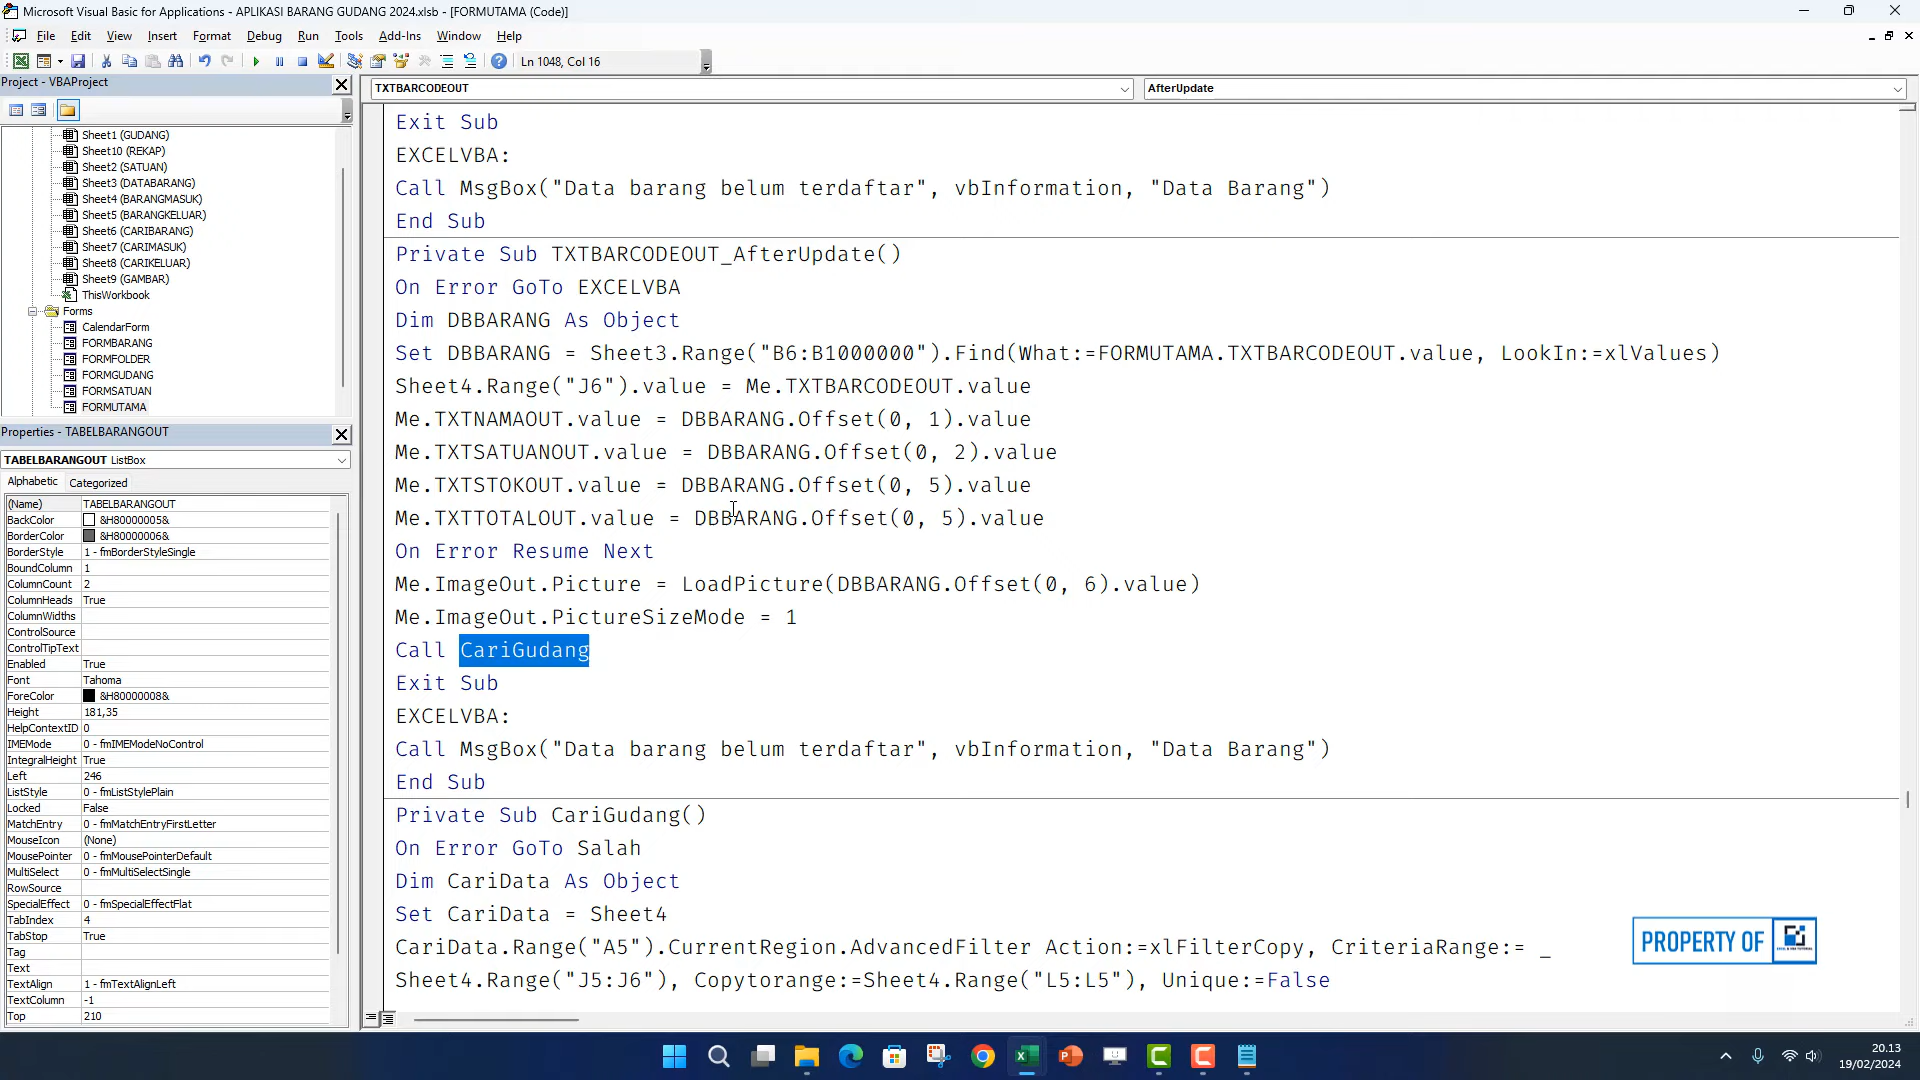 Microsoft Visual Basic for Applications - APLIKASI BARANG GUDANG 2024.xlsb - [FORMUTAMA (Code)]
File Edit View Insert Format Debug Run Tools Add-Ins Window Help
Ln 1048, Col 16
Project - VBAProject
Sheet1 (GUDANG)
Sheet10 (REKAP)
Sheet2 (SATUAN)
Sheet3 (DATABARANG)
Sheet4 (BARANGMASUK)
Sheet5 (BARANGKELUAR)
Sheet6 (CARIBARANG)
Sheet7 (CARIMASUK)
Sheet8 (CARIKELUAR)
Sheet9 (GAMBAR)
ThisWorkbook
Forms
CalendarForm
FORMBARANG
FORMFOLDER
FORMGUDANG
FORMSATUAN
FORMUTAMA
Properties - TABELBARANGOUT
TABELBARANGOUT ListBox
Alphabetic Categorized
(Name) TABELBARANGOUT
BackColor &H80000005&
BorderColor &H80000006&
BorderStyle 1 - fmBorderStyleSingle
BoundColumn 1
ColumnCount 2
ColumnHeads True
ColumnWidths
ControlSource
ControlTipText
Enabled True
Font Tahoma
ForeColor &H80000008&
Height 181,35
HelpContextID 0
IMEMode 0 - fmIMEModeNoControl
IntegralHeight True
Left 246
ListStyle 0 - fmListStylePlain
Locked False
MatchEntry 0 - fmMatchEntryFirstLetter
MouseIcon (None)
MousePointer 0 - fmMousePointerDefault
MultiSelect 0 - fmMultiSelectSingle
RowSource
SpecialEffect 0 - fmSpecialEffectFlat
TabIndex 4
TabStop True
Tag
Text
TextAlign 1 - fmTextAlignLeft
TextColumn -1
Top 210
TXTBARCODEOUT AfterUpdate
Exit Sub
EXCELVBA:
Call MsgBox("Data barang belum terdaftar", vbInformation, "Data Barang")
End Sub
Private Sub TXTBARCODEOUT_AfterUpdate()
On Error GoTo EXCELVBA
Dim DBBARANG As Object
Set DBBARANG = Sheet3.Range("B6:B1000000").Find(What:=FORMUTAMA.TXTBARCODEOUT.value, LookIn:=xlValues)
Sheet4.Range("J6").value = Me.TXTBARCODEOUT.value
Me.TXTNAMAOUT.value = DBBARANG.Offset(0, 1).value
Me.TXTSATUANOUT.value = DBBARANG.Offset(0, 2).value
Me.TXTSTOKOUT.value = DBBARANG.Offset(0, 5).value
Me.TXTTOTALOUT.value = DBBARANG.Offset(0, 5).value
On Error Resume Next
Me.ImageOut.Picture = LoadPicture(DBBARANG.Offset(0, 6).value)
Me.ImageOut.PictureSizeMode = 1
Call CariGudang
Exit Sub
EXCELVBA:
Call MsgBox("Data barang belum terdaftar", vbInformation, "Data Barang")
End Sub
Private Sub CariGudang()
On Error GoTo Salah
Dim CariData As Object
Set CariData = Sheet4
CariData.Range("A5").CurrentRegion.AdvancedFilter Action:=xlFilterCopy, CriteriaRange:= _
Sheet4.Range("J5:J6"), Copytorange:=Sheet4.Range("L5:L5"), Unique:=False
PROPERTY OF
20.13
19/02/2024